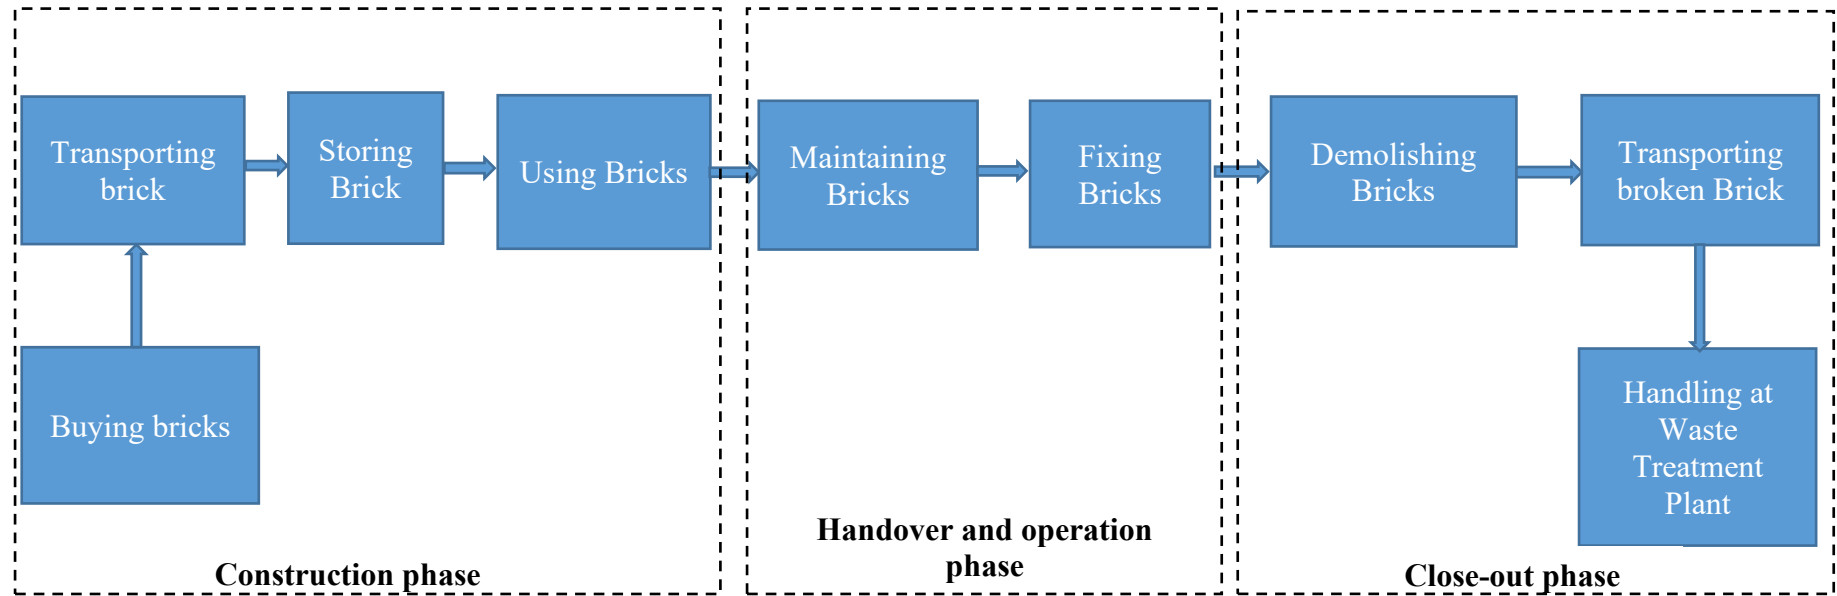 Transporting
brick
Storing
Brick
Using Bricks
Buying bricks
Construction phase
Maintaining
Bricks
Fixing
Bricks
Handover and operation
phase
Demolishing
Bricks
Transporting
broken Brick
Handling at
Waste
Treatment
Plant
Close-out phase